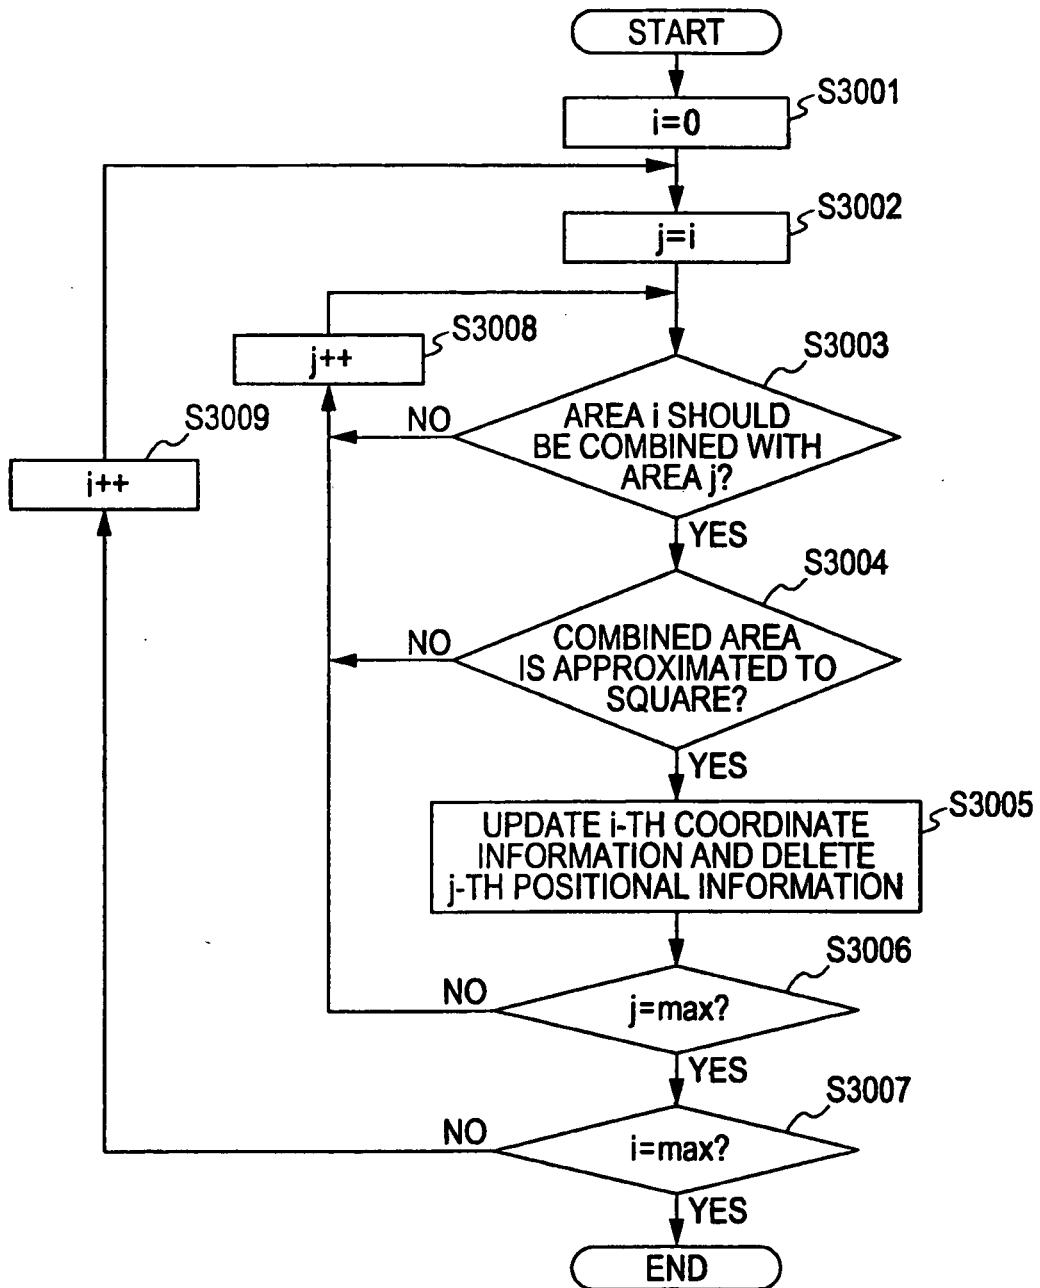 START
S3001
i=0
S3002
j=i
S3008
j++
S3003
NO
AREA i SHOULD
BE COMBINED WITH
AREA j?
S3009
i++
YES
S3004
NO
COMBINED AREA
IS APPROXIMATED TO
SQUARE?
YES
S3005
UPDATE i-TH COORDINATE
INFORMATION AND DELETE
j-TH POSITIONAL INFORMATION
S3006
NO
j=max?
YES
S3007
NO
i=max?
YES
END